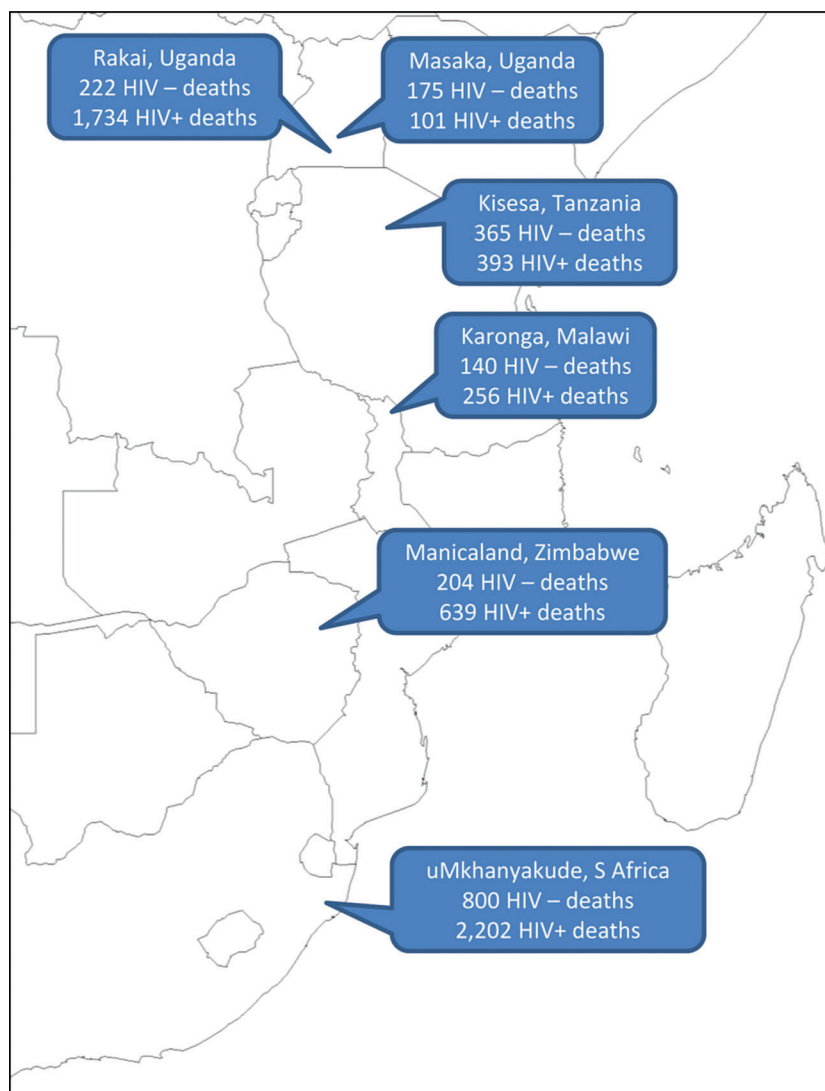 Rakai, Uganda
222 HIV – deaths
1,734 HIV+ deaths
Masaka, Uganda
175 HIV – deaths
101 HIV+ deaths
Kisesa, Tanzania
365 HIV – deaths
393 HIV+ deaths
Karonga, Malawi
140 HIV – deaths
256 HIV+ deaths
Manicaland, Zimbabwe
204 HIV – deaths
639 HIV+ deaths
uMkhanyakude, S Africa
800 HIV – deaths
2,202 HIV+ deaths